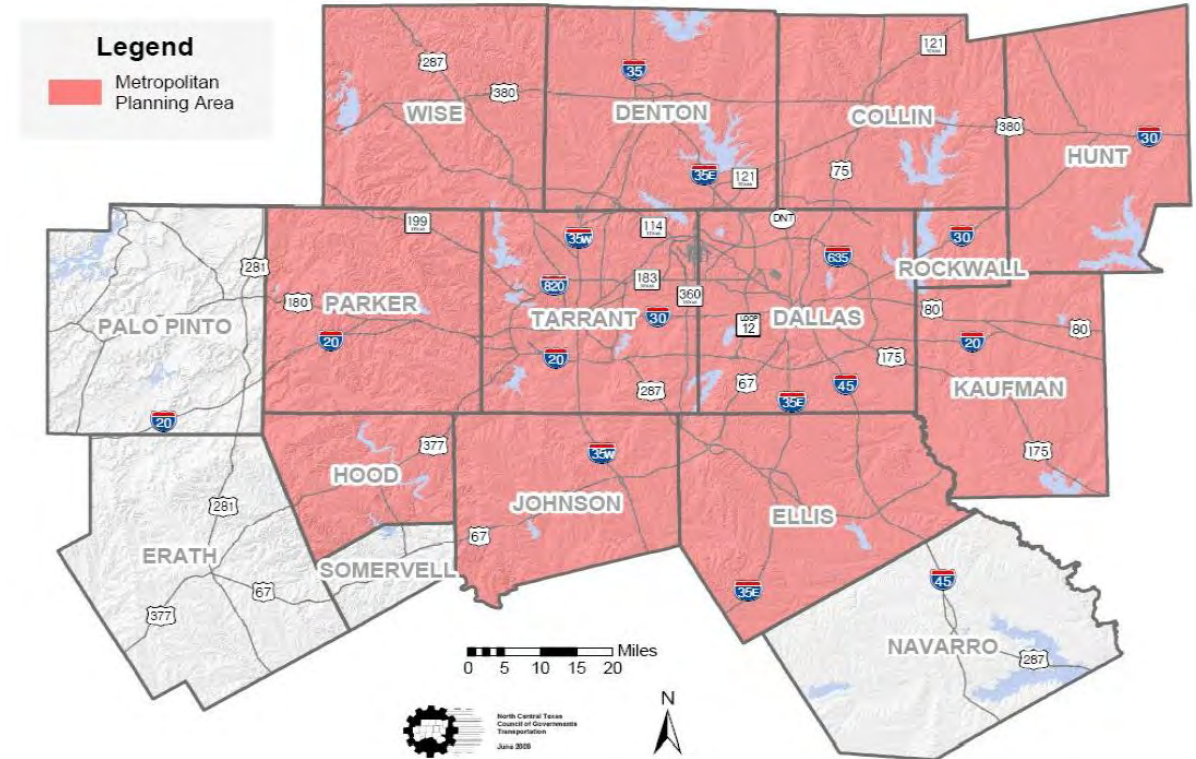 Legend
Metropolitan
Planning Area
287
380
WISE
35
DENTON
35E
121
121
COLLIN
75
380
30
HUNT
199
281
180
PARKER
20
PALO PINTO
20
35W
114
820
183
360
TARRANT
30
20
287
DNT
635
LOOP
12
DALLAS
175
67
45
35E
30
ROCKWALL
80
80
20
KAUFMAN
175
377
HOOD
35W
JOHNSON
67
ELLIS
35E
281
ERATH
67
377
SOMERVELL
45
NAVARRO
287
Miles
0 5 10 15 20
N
North Central Texas
Council of Governments
Transportation